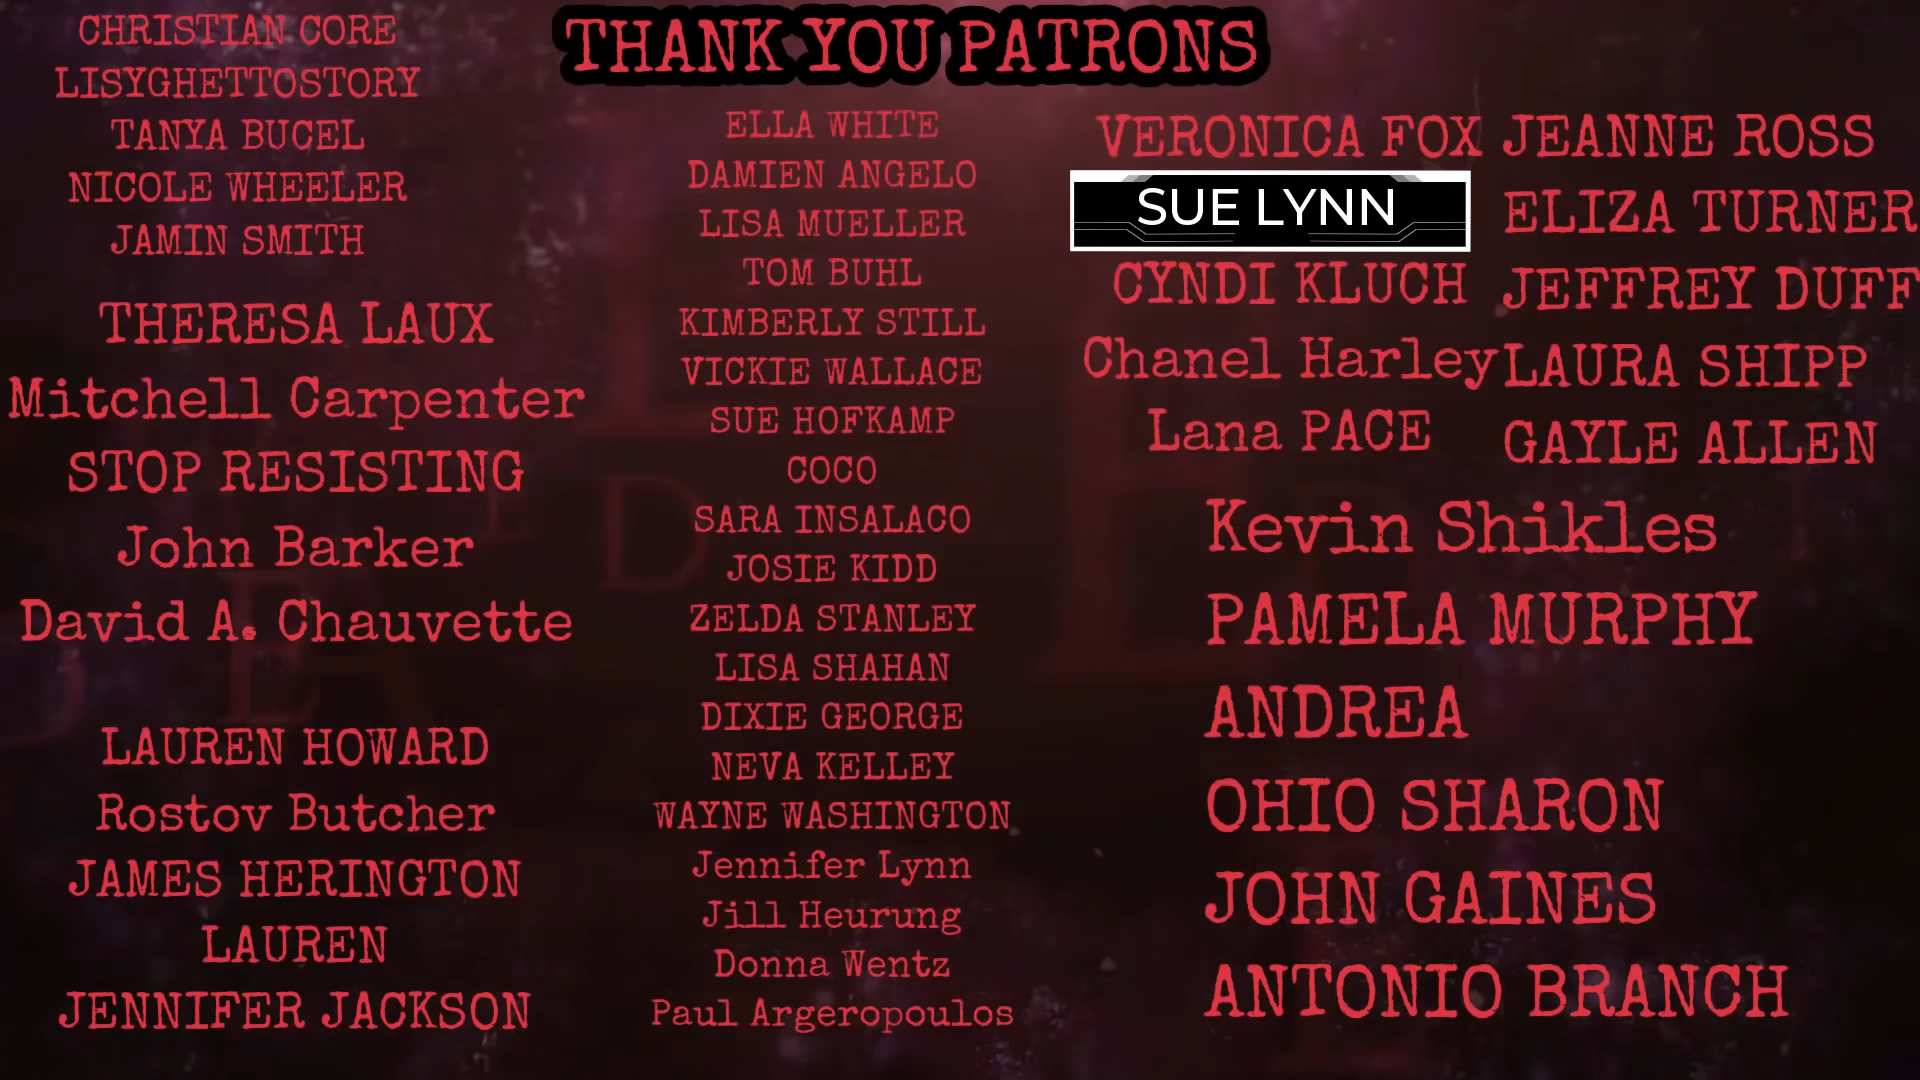 THANK YOU PATRONS
CHRISTIAN CORE
LISYGHETTOSTORY
TANYA BUCEL
NICOLE WHEELER
JAMIN SMITH
THERESA LAUX
Mitchell Carpenter
STOP RESISTING
John Barker
David A. Chauvette
LAUREN HOWARD
Rostov Butcher
JAMES HERINGTON
LAUREN
JENNIFER JACKSON
ELLA WHITE
DAMIEN ANGELO
LISA MUELLER
TOM BUHL
KIMBERLY STILL
VICKIE WALLACE
SUE HOFKAMP
COCO
SARA INSALACO
JOSIE KIDD
ZELDA STANLEY
LISA SHAHAN
DIXIE GEORGE
NEVA KELLEY
WAYNE WASHINGTON
Jennifer Lynn
Jill Heurung
Donna Wentz
Paul Argeropoulos
VERONICA FOX
SUE LYNN
CYNDI KLUCH
Chanel Harley
Lana PACE
JEANNE ROSS
ELIZA TURNER
JEFFREY DUFF
LAURA SHIPP
GAYLE ALLEN
Kevin Shikles
PAMELA MURPHY
ANDREA
OHIO SHARON
JOHN GAINES
ANTONIO BRANCH